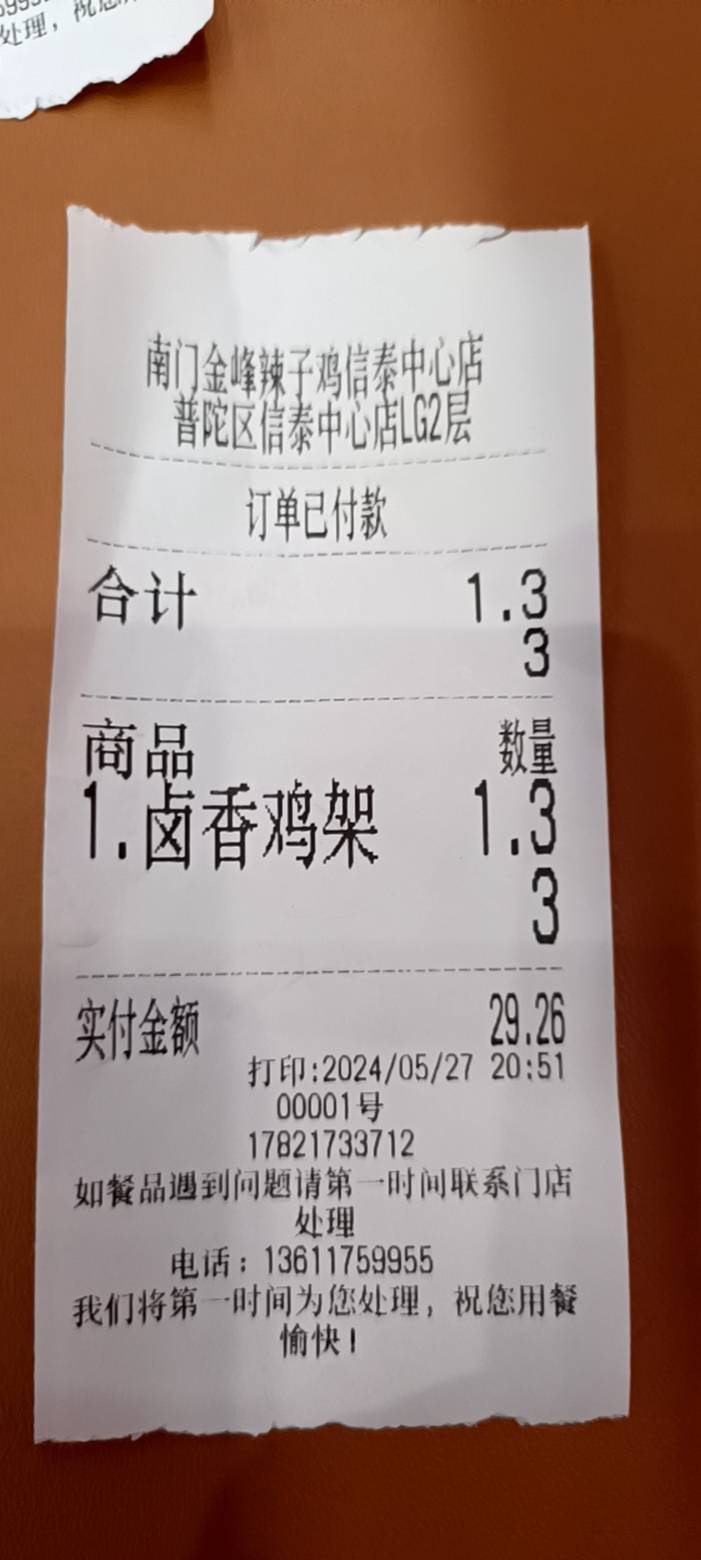 处理，祝您
南门金峰辣子鸡信泰中心店
普陀区信泰中心店LG2层
订单已付款
合计 1.3
3
商品 数量
1.卤香鸡架 1.3
3
实付金额 29.26
打印:2024/05/27 20:51
00001号
17821733712
如餐品遇到问题请第一时间联系门店
处理
电话：13611759955
我们将第一时间为您处理，祝您用餐
愉快！